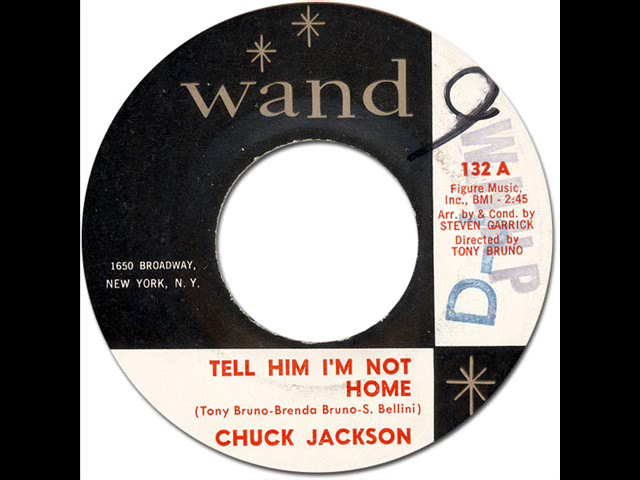 wand
9
132 A
Figure Music,
Inc., BMI - 2:45
Arr. by & Cond. by
STEVEN GARRICK
Directed by
TONY BRUNO
1650 BROADWAY,
NEW YORK, N. Y.
TELL HIM I'M NOT
HOME
(Tony Bruno-Brenda Bruno-S. Bellini)
CHUCK JACKSON